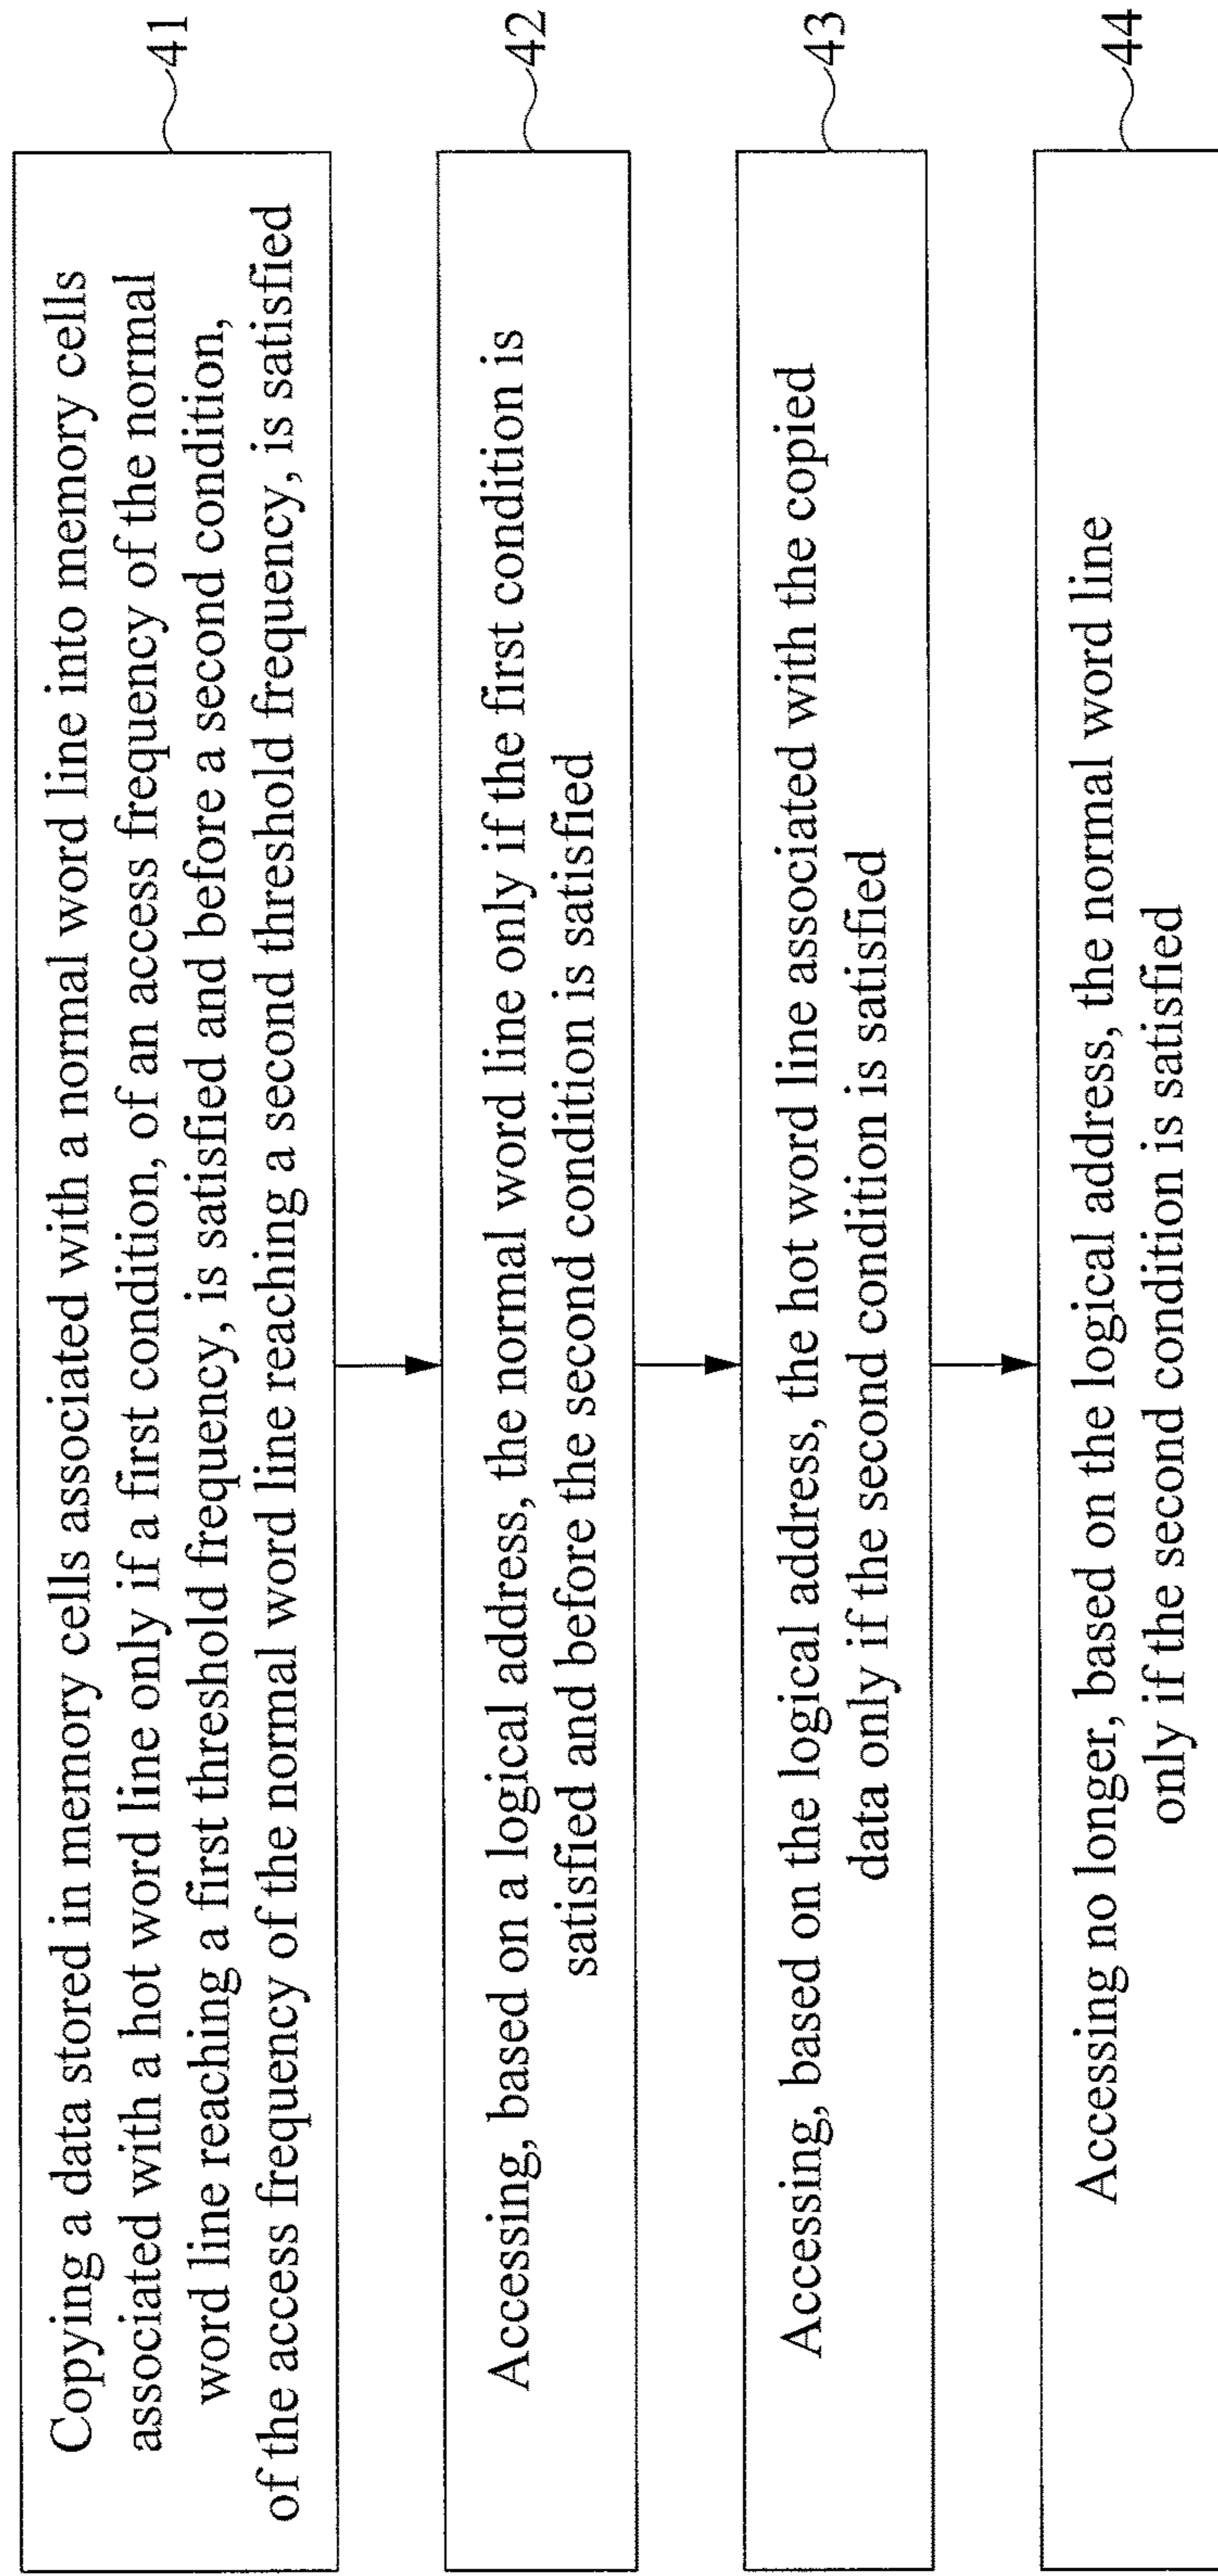 Copying a data stored in memory cells associated with a normal word line into memory cells
associated with a hot word line only if a first condition, of an access frequency of the normal
word line reaching a first threshold frequency, is satisfied and before a second condition,
of the access frequency of the normal word line reaching a second threshold frequency, is satisfied
41
Accessing, based on a logical address, the normal word line only if the first condition is
satisfied and before the second condition is satisfied
42
Accessing, based on the logical address, the hot word line associated with the copied
data only if the second condition is satisfied
43
Accessing no longer, based on the logical address, the normal word line
only if the second condition is satisfied
44